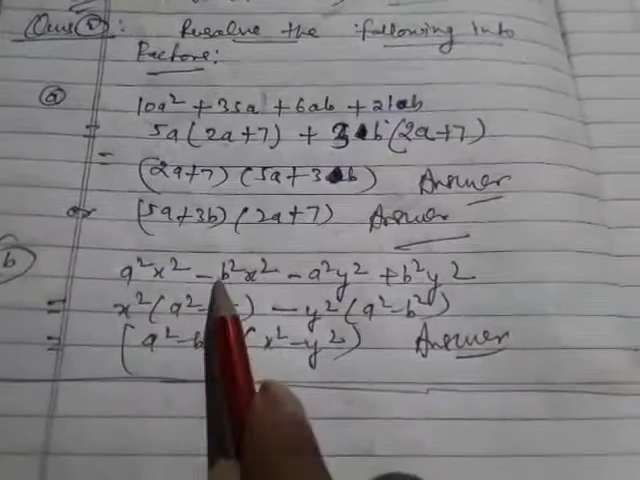 Ques ②: Resolve the following into
Factors:
ⓐ 10a² + 35a + 6ab + 21ab
= 5a(2a+7) + 3b(2a+7)
= (2a+7) (5a+3b) Answer
or (5a+3b) (2a+7) Answer
b a²x² - b²x² - a²y² + b²y²
= x²(a² - ) - y²(a²-b²)
= (a²-b (x²-y²) Answer